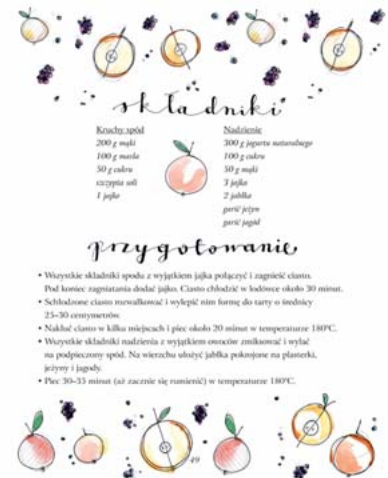 składniki
Kruchy spód
200 g mąki
100 g masła
50 g cukru
szczypta soli
1 jajko
Nadzienie
300 g jogurtu naturalnego
100 g cukru
50 g mąki
3 jajka
2 jabłka
garść jeżyn
garść jagód
przygotowanie
• Wszystkie składniki spodu z wyjątkiem jajka połączyć i zagnieść ciasto.
Pod koniec zagniatania dodać jajko. Ciasto chłodzić w lodówce około 30 minut.
• Schłodzone ciasto rozwałkować i wylepić nim formę do tarty o średnicy
25–30 centymetrów.
• Nakłuć ciasto w kilku miejscach i piec około 20 minut w temperaturze 180°C.
• Wszystkie składniki nadzienia z wyjątkiem owoców zmiksować i wylać
na podpieczony spód. Na wierzchu ułożyć jabłka pokrojone na plasterki,
jeżyny i jagody.
• Piec 30–35 minut (aż zacznie się rumienić) w temperaturze 180°C.
49